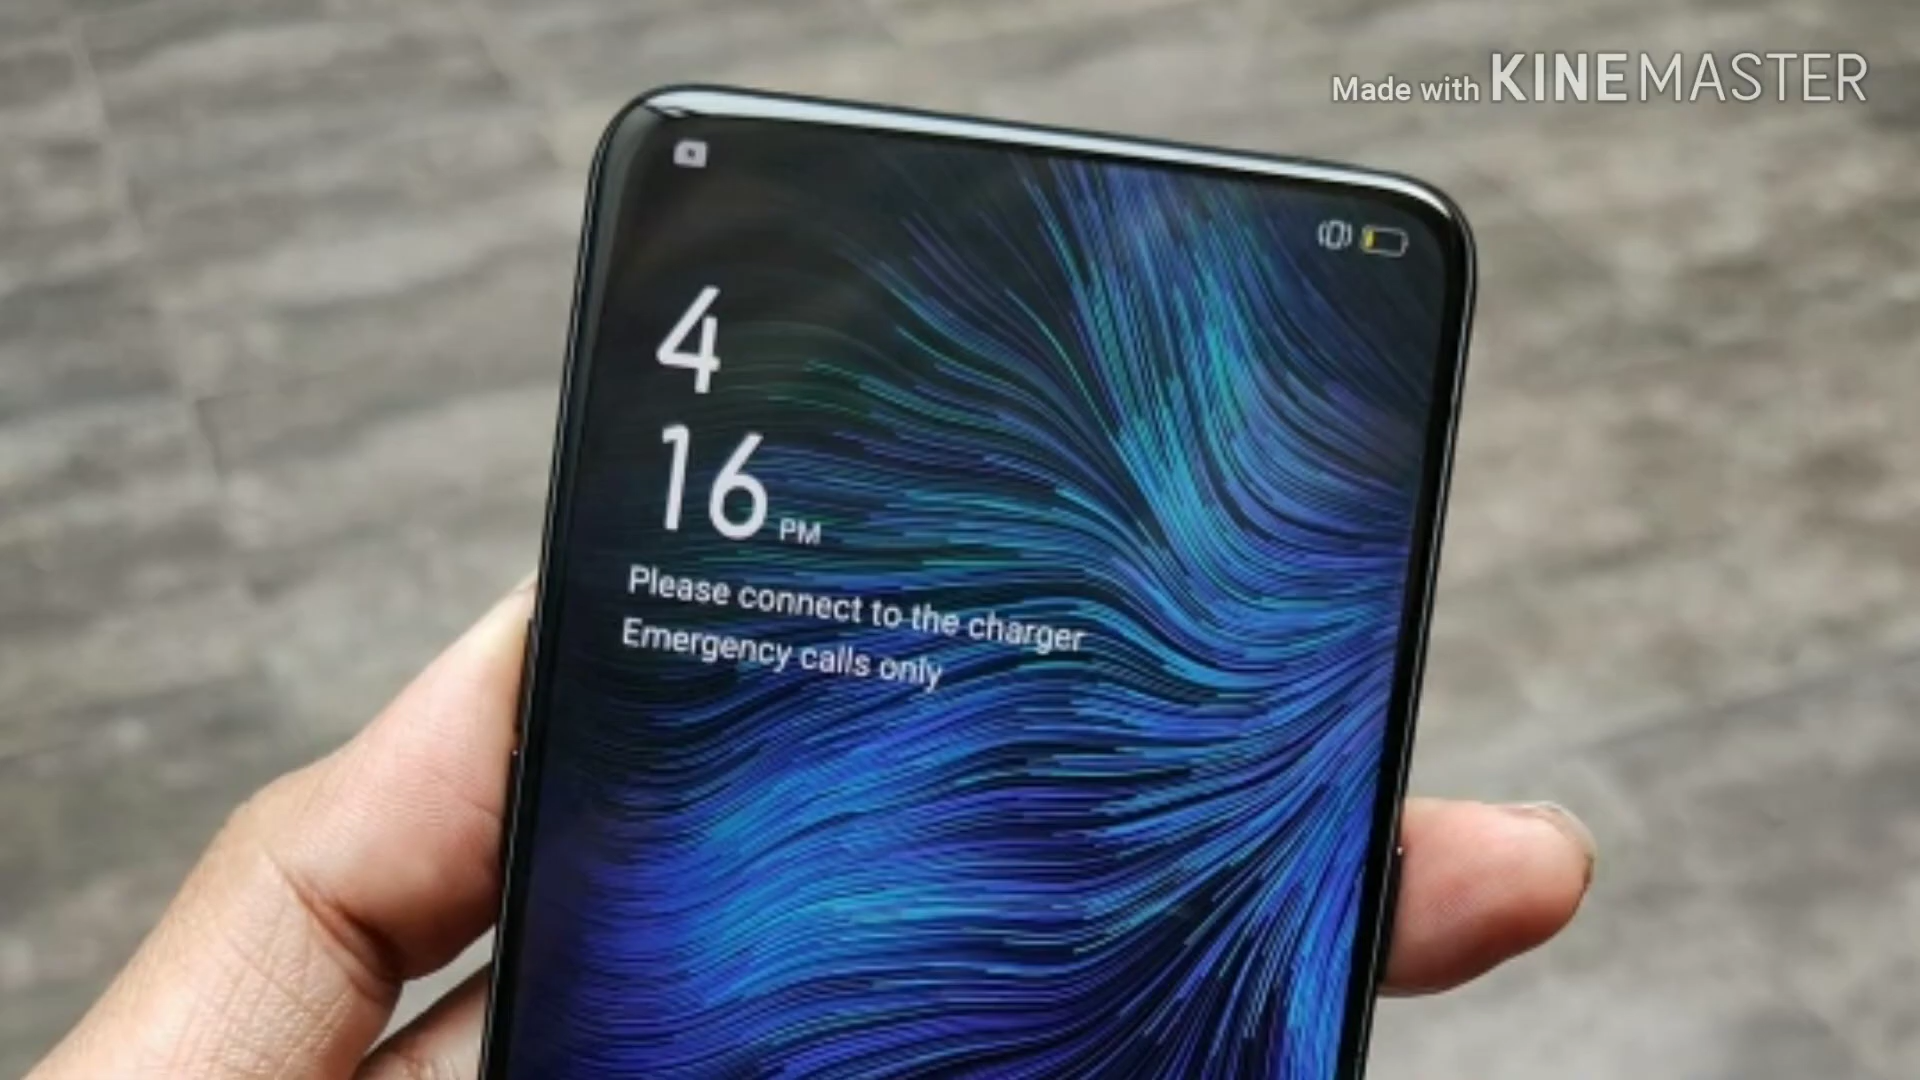 Made with KINEMASTER
4
16 PM
Please connect to the charger
Emergency calls only